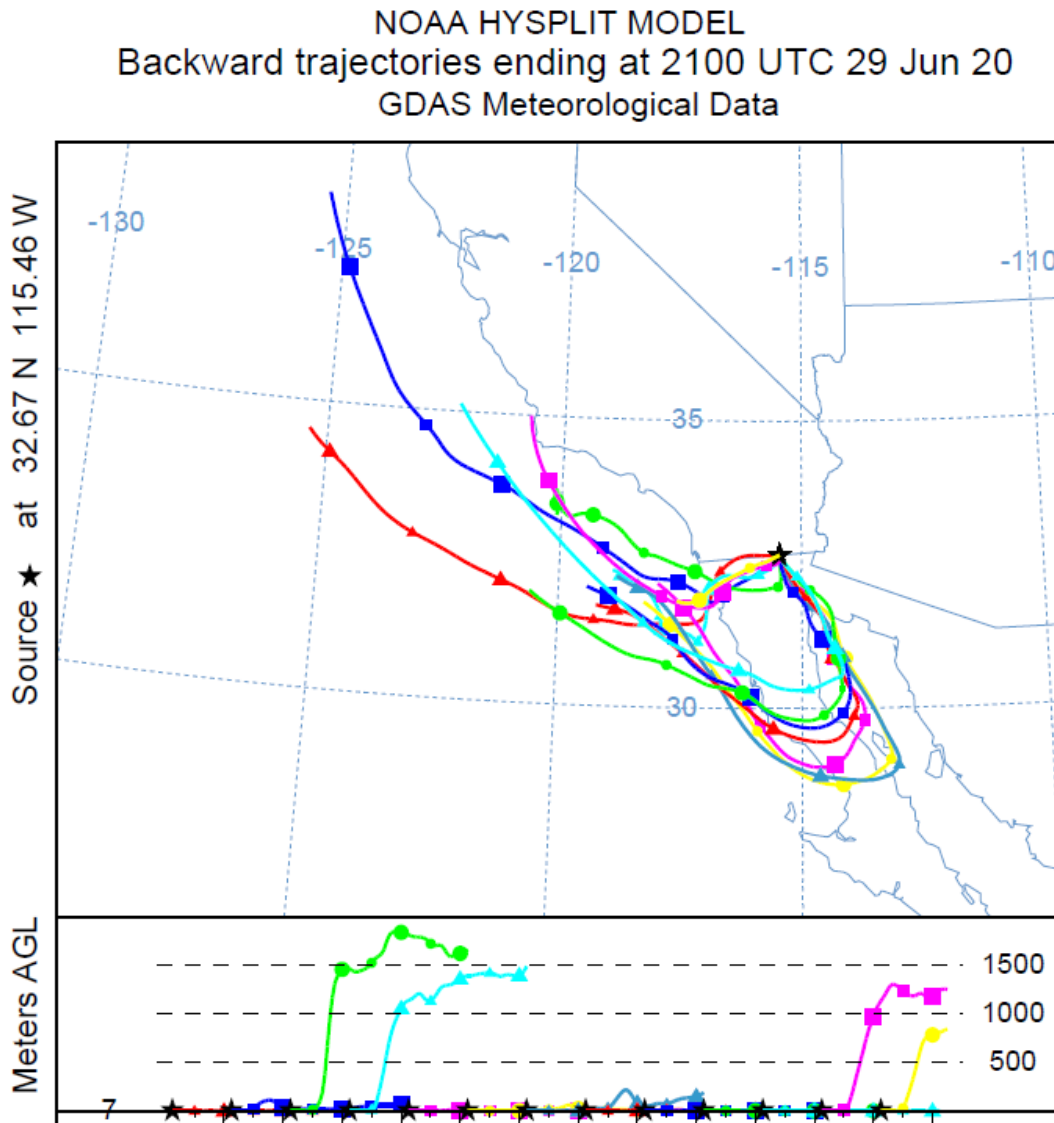 NOAA HYSPLIT MODEL
Backward trajectories ending at 2100 UTC 29 Jun 20
GDAS Meteorological Data
Source ★ at 32.67 N 115.46 W
-130
-125
-120
-115
-110
35
30
Meters AGL
1500
1000
500
7